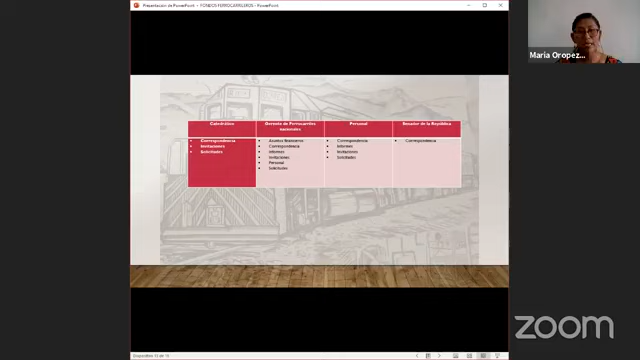 Presentación de PowerPoint - FONDOS FERROCARRILEROS - PowerPoint
Maria Oropez...
Catedrático
Gerente de Ferrocarriles nacionales
Personal
Senador de la República
• Correspondencia
• Invitaciones
• Solicitudes
• Asuntos financieros
• Correspondencia
• Informes
• Invitaciones
• Personal
• Solicitudes
• Correspondencia
• Informes
• Invitaciones
• Solicitudes
• Correspondencia
zoom